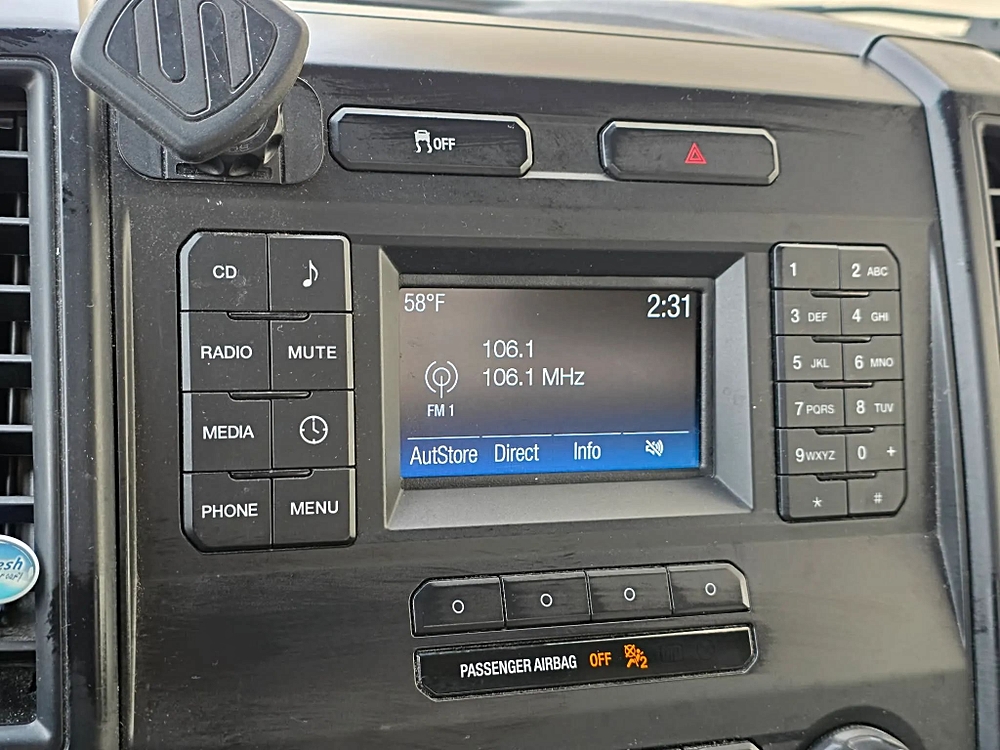 OFF
CD
RADIO MUTE
MEDIA
PHONE MENU
58°F 2:31
106.1
106.1 MHz
FM 1
AutStore Direct Info
1 2 ABC
3 DEF 4 GHI
5 JKL 6 MNO
7 PQRS 8 TUV
9 WXYZ 0 +
* #
PASSENGER AIRBAG OFF 2